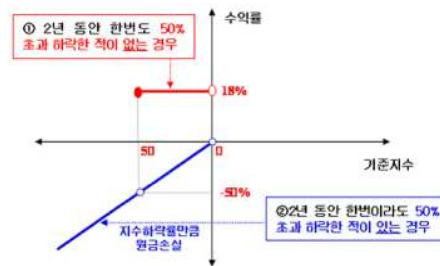 수익률
① 2년 동안 한번도 50%
초과 하락한 적이 없는 경우
18%
50
0
기준지수
-50%
②2년 동안 한번이라도 50%
초과 하락한 적이 있는 경우
지수하락률만큼
원금손실